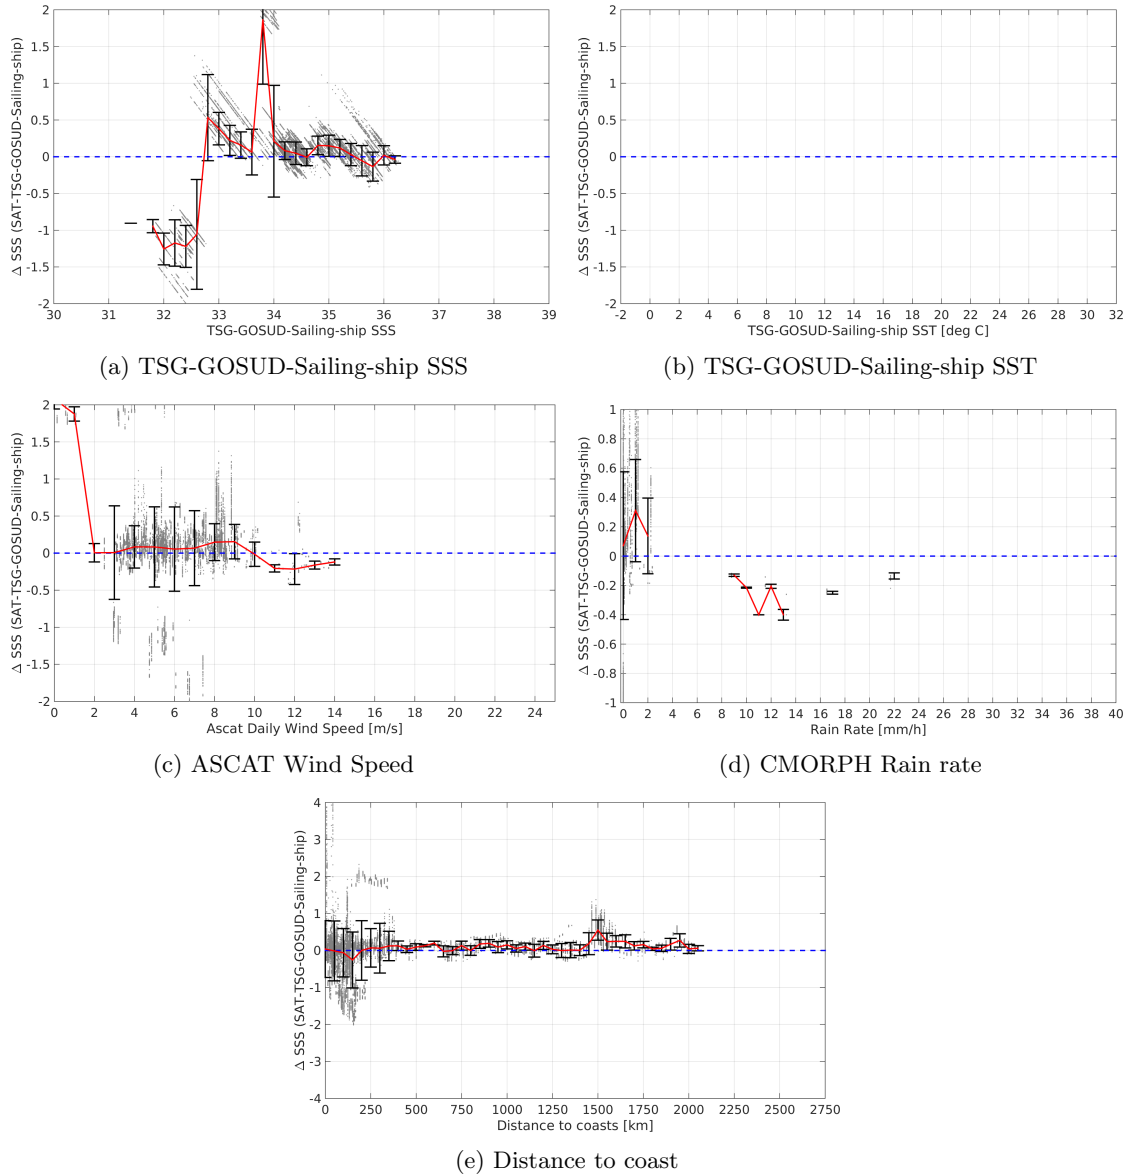 2
1.5
1
0.5
0
-0.5
-1
-1.5
-2
Δ SSS (SAT-TSG-GOSUD-Sailing-ship)
30 31 32 33 34 35 36 37 38 39
TSG-GOSUD-Sailing-ship SSS
(a) TSG-GOSUD-Sailing-ship SSS
2
1.5
1
0.5
0
-0.5
-1
-1.5
-2
Δ SSS (SAT-TSG-GOSUD-Sailing-ship)
-2 0 2 4 6 8 10 12 14 16 18 20 22 24 26 28 30 32
TSG-GOSUD-Sailing-ship SST [deg C]
(b) TSG-GOSUD-Sailing-ship SST
2
1.5
1
0.5
0
-0.5
-1
-1.5
-2
Δ SSS (SAT-TSG-GOSUD-Sailing-ship)
0 2 4 6 8 10 12 14 16 18 20 22 24
Ascat Daily Wind Speed [m/s]
(c) ASCAT Wind Speed
1
0.8
0.6
0.4
0.2
0
-0.2
-0.4
-0.6
-0.8
-1
Δ SSS (SAT-TSG-GOSUD-Sailing-ship)
0 2 4 6 8 10 12 14 16 18 20 22 24 26 28 30 32 34 36 38 40
Rain Rate [mm/h]
(d) CMORPH Rain rate
4
3
2
1
0
-1
-2
-3
-4
Δ SSS (SAT-TSG-GOSUD-Sailing-ship)
0 250 500 750 1000 1250 1500 1750 2000 2250 2500 2750
Distance to coasts [km]
(e) Distance to coast